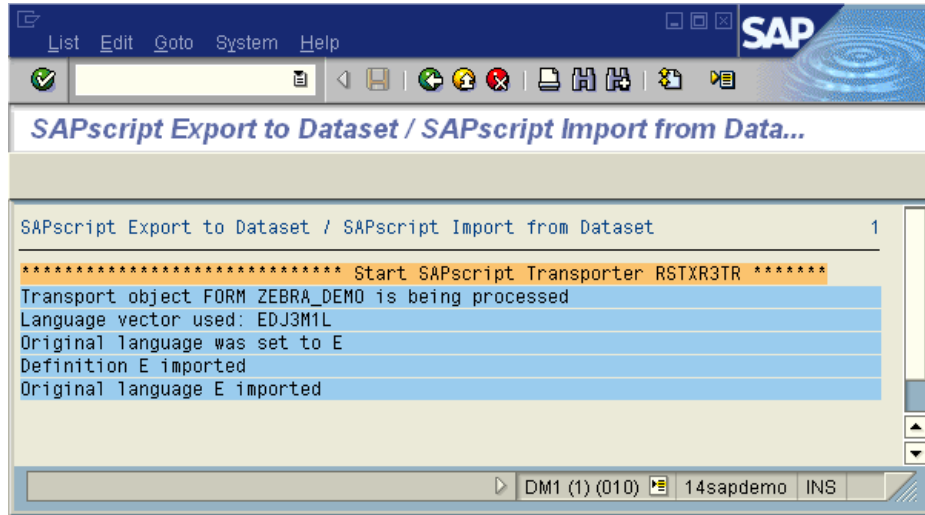 List Edit Goto System Help
SAP
SAPscript Export to Dataset / SAPscript Import from Data...
SAPscript Export to Dataset / SAPscript Import from Dataset 1
****************************** Start SAPscript Transporter RSTXR3TR *******
Transport object FORM ZEBRA_DEMO is being processed
Language vector used: EDJ3M1L
Original language was set to E
Definition E imported
Original language E imported
DM1 (1) (010) 14sapdemo INS